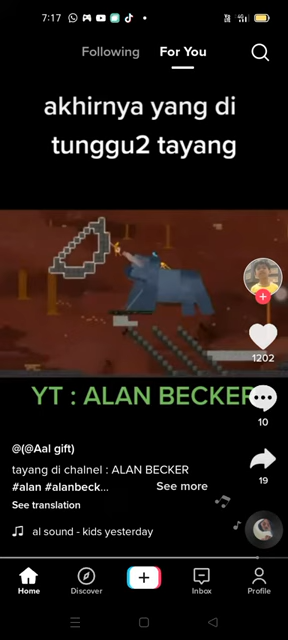 7:17
Following
For You
akhirnya yang di
tunggu2 tayang
YT : ALAN BECKER
1202
10
19
@(@Aal gift)
tayang di chalnel : ALAN BECKER
#alan #alanbeck...
See more
See translation
al sound - kids yesterday
Home
Discover
Inbox
Profile